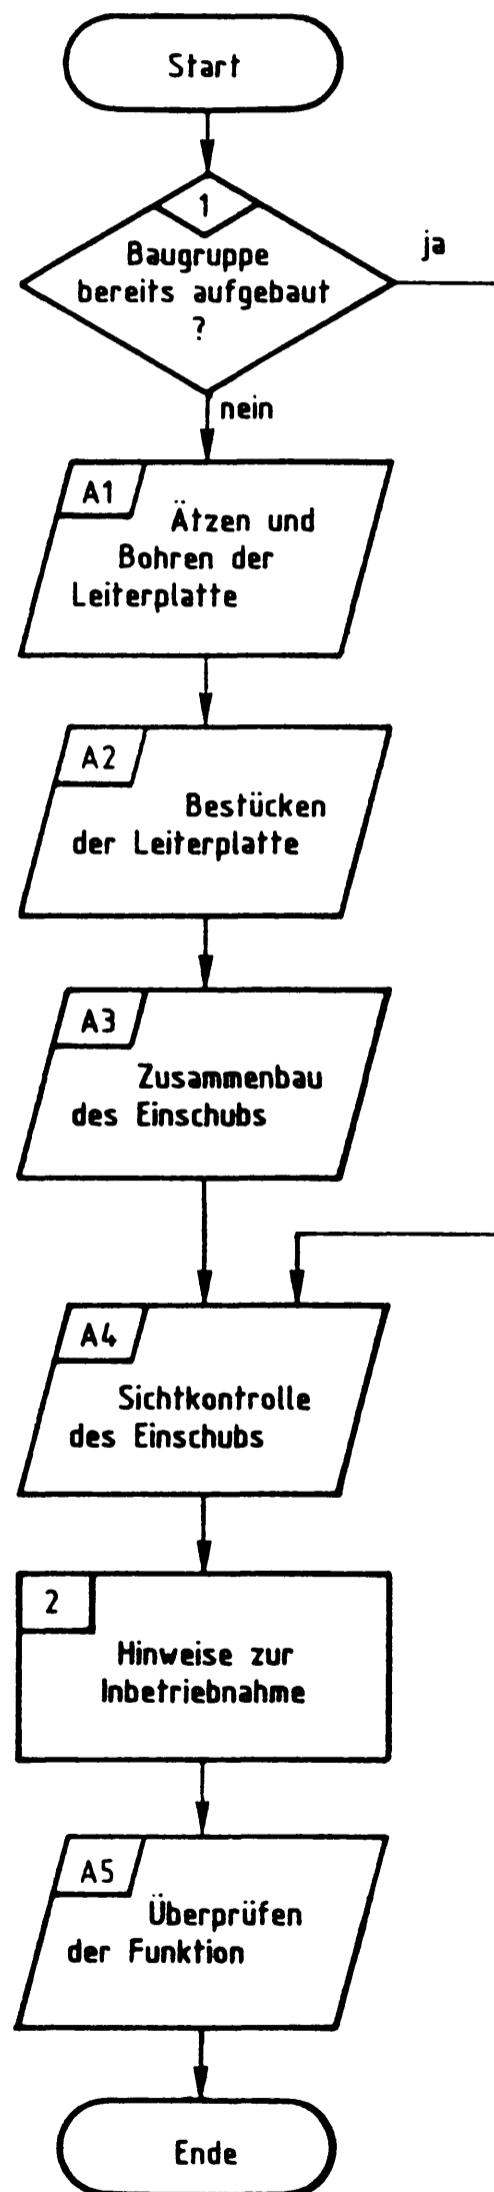 Start
1
Baugruppe
bereits aufgebaut
?
ja
nein
A1
Ätzen und
Bohren der
Leiterplatte
A2
Bestücken
der Leiterplatte
A3
Zusammenbau
des Einschubs
A4
Sichtkontrolle
des Einschubs
2
Hinweise zur
Inbetriebnahme
A5
Überprüfen
der Funktion
Ende